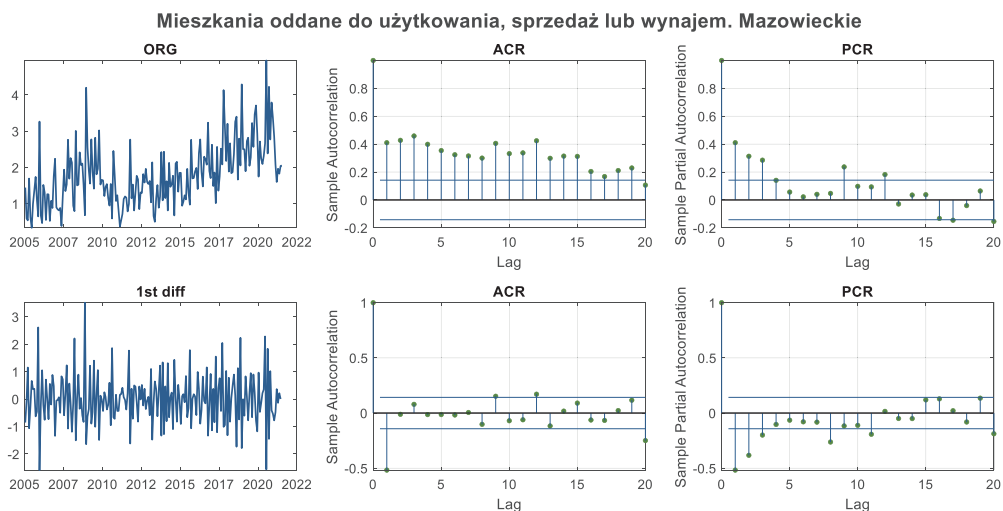 Mieszkania oddane do użytkowania, sprzedaż lub wynajem. Mazowieckie
ORG
4
3
2
1
2005 2007 2010 2012 2015 2017 2020 2022
ACR
Sample Autocorrelation
0.8
0.6
0.4
0.2
0
-0.2
0 5 10 15 20
Lag
PCR
Sample Partial Autocorrelation
0.8
0.6
0.4
0.2
0
-0.2
0 5 10 15 20
Lag
1st diff
3
2
1
0
-1
-2
2005 2007 2010 2012 2015 2017 2020 2022
ACR
Sample Autocorrelation
1
0.5
0
-0.5
0 5 10 15 20
Lag
PCR
Sample Partial Autocorrelation
1
0.5
0
-0.5
0 5 10 15 20
Lag